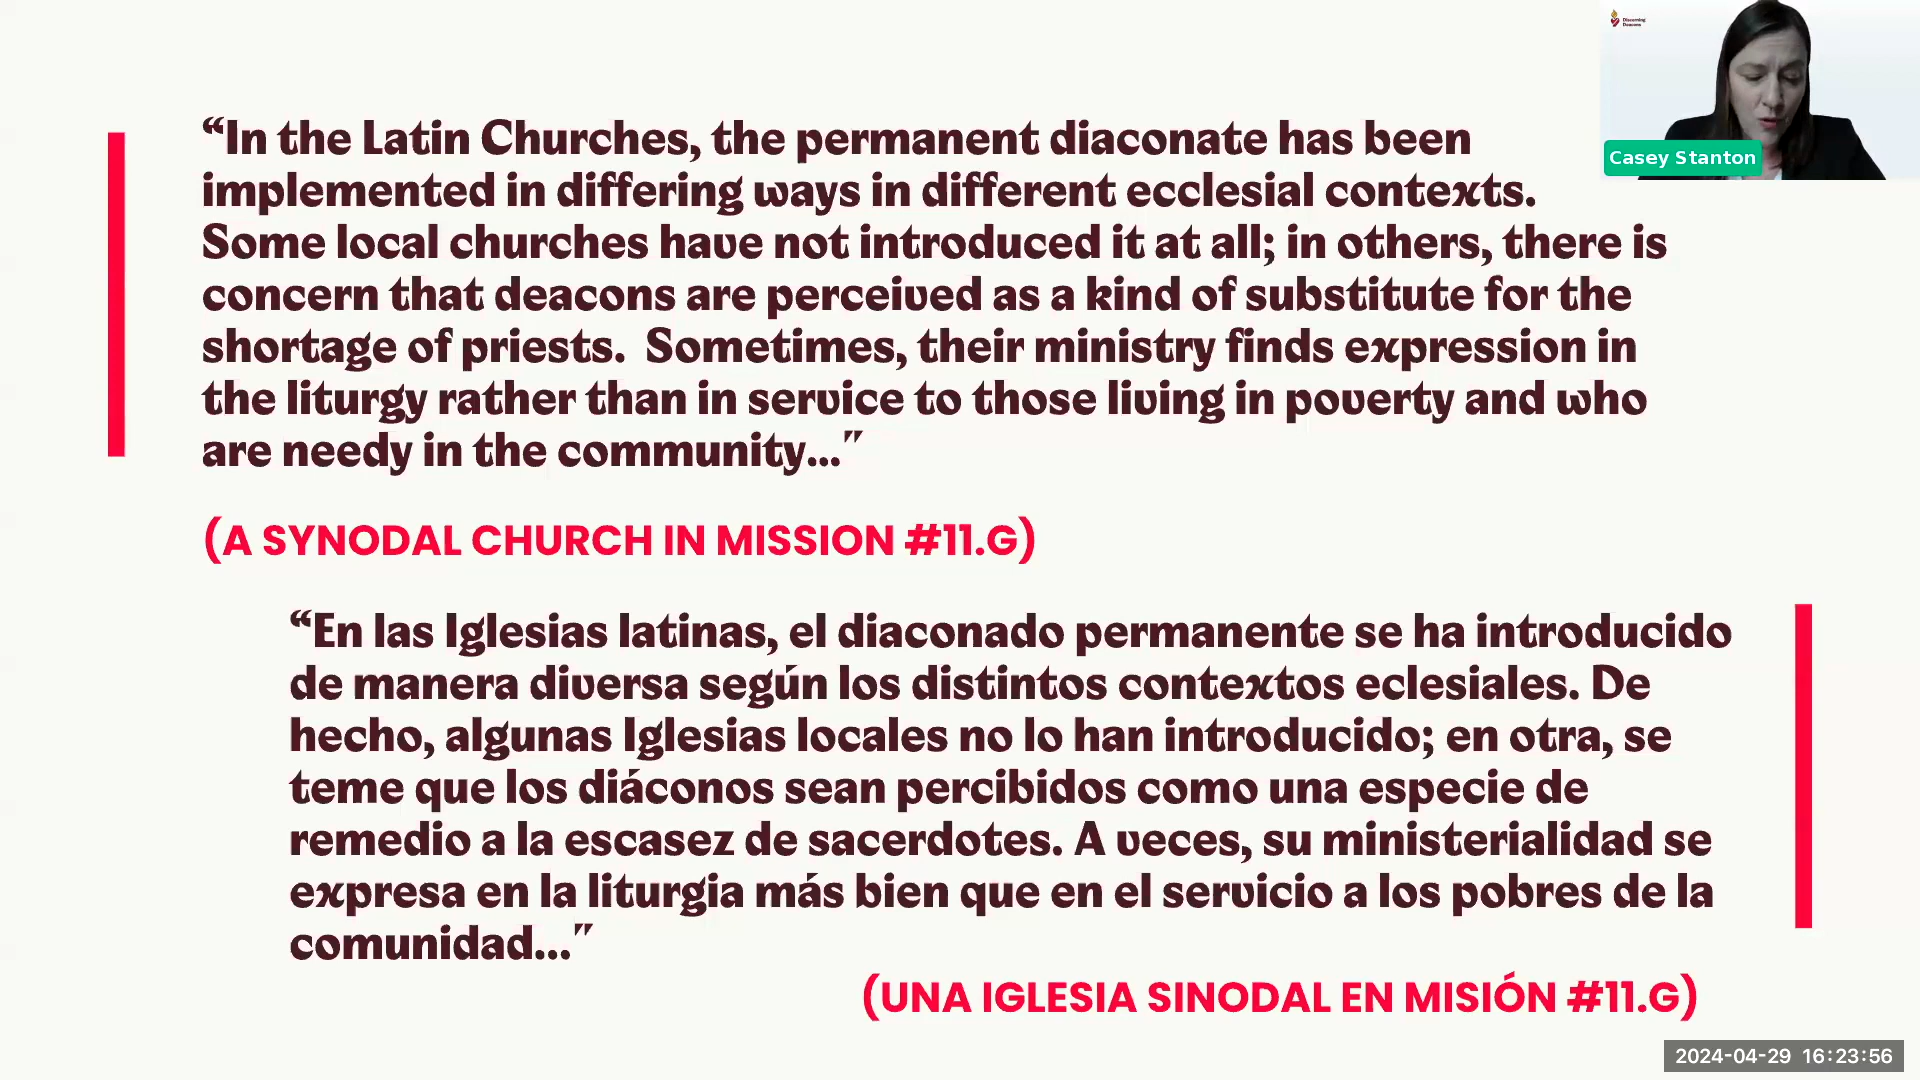 Discerning
Deacons
Casey Stanton
“In the Latin Churches, the permanent diaconate has been
implemented in differing ways in different ecclesial contexts.
Some local churches have not introduced it at all; in others, there is
concern that deacons are perceived as a kind of substitute for the
shortage of priests.  Sometimes, their ministry finds expression in
the liturgy rather than in service to those living in poverty and who
are needy in the community...”
(A SYNODAL CHURCH IN MISSION #11.G)
“En las Iglesias latinas, el diaconado permanente se ha introducido
de manera diversa según los distintos contextos eclesiales. De
hecho, algunas Iglesias locales no lo han introducido; en otra, se
teme que los diáconos sean percibidos como una especie de
remedio a la escasez de sacerdotes. A veces, su ministerialidad se
expresa en la liturgia más bien que en el servicio a los pobres de la
comunidad...”
(UNA IGLESIA SINODAL EN MISIÓN #11.G)
2024-04-29 16:23:56